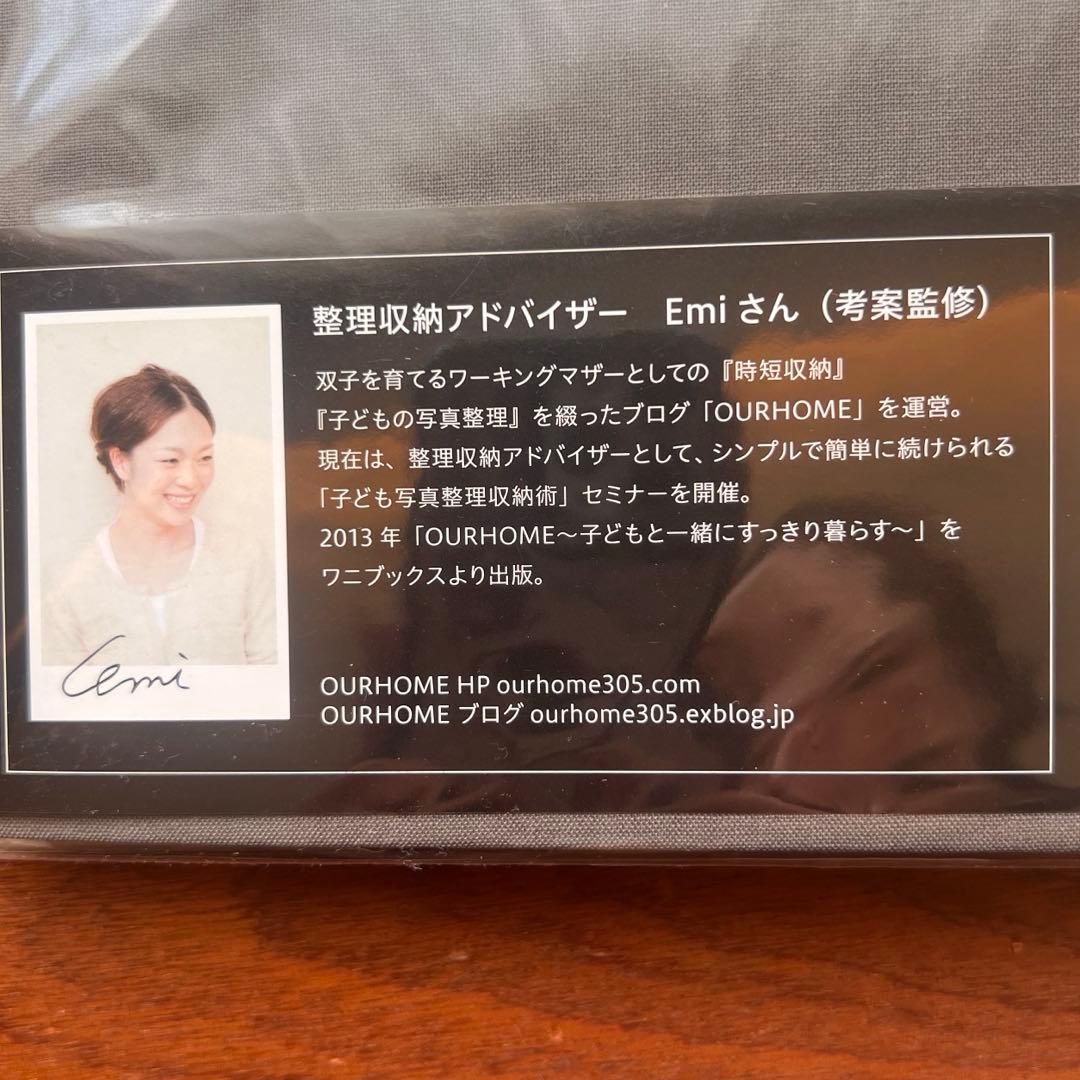 整理収納アドバイザー　Emi さん（考案監修）
双子を育てるワーキングマザーとしての『時短収納』
『子どもの写真整理』を綴ったブログ「OURHOME」を運営。
現在は、整理収納アドバイザーとして、シンプルで簡単に続けられる
「子ども写真整理収納術」セミナーを開催。
2013 年「OURHOME〜子どもと一緒にすっきり暮らす〜」を
ワニブックスより出版。
emi
OURHOME HP ourhome305.com
OURHOME ブログ ourhome305.exblog.jp